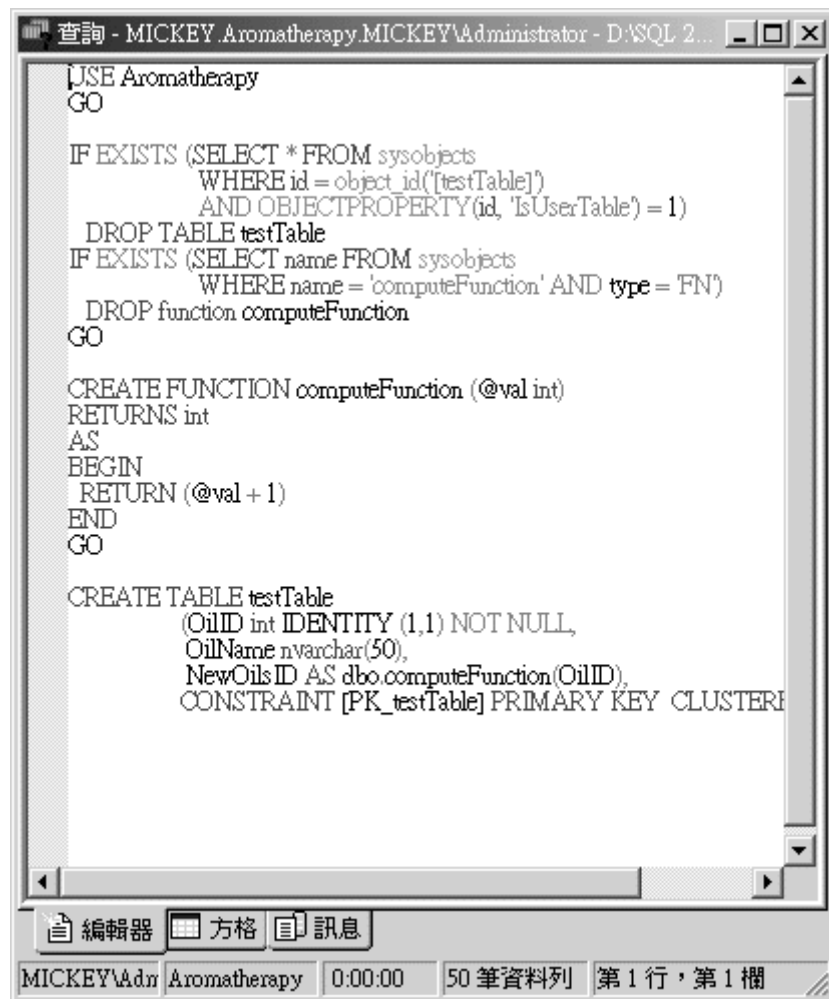 查詢 - MICKEY.Aromatherapy.MICKEY\Administrator - D:\SQL 2...
USE Aromatherapy
GO
IF EXISTS (SELECT * FROM sysobjects
WHERE id = object_id('[testTable]')
AND OBJECTPROPERTY(id, 'IsUserTable') = 1)
DROP TABLE testTable
IF EXISTS (SELECT name FROM sysobjects
WHERE name = 'computeFunction' AND type = 'FN')
DROP function computeFunction
GO
CREATE FUNCTION computeFunction (@val int)
RETURNS int
AS
BEGIN
RETURN (@val + 1)
END
GO
CREATE TABLE testTable
(OilID int IDENTITY (1,1) NOT NULL,
OilName nvarchar(50),
NewOilsID AS dbo.computeFunction(OilID),
CONSTRAINT [PK_testTable] PRIMARY KEY
編輯器 方格 訊息
Aromatherapy 0:00:00 50 筆資料列 第 1 行，第 1 欄